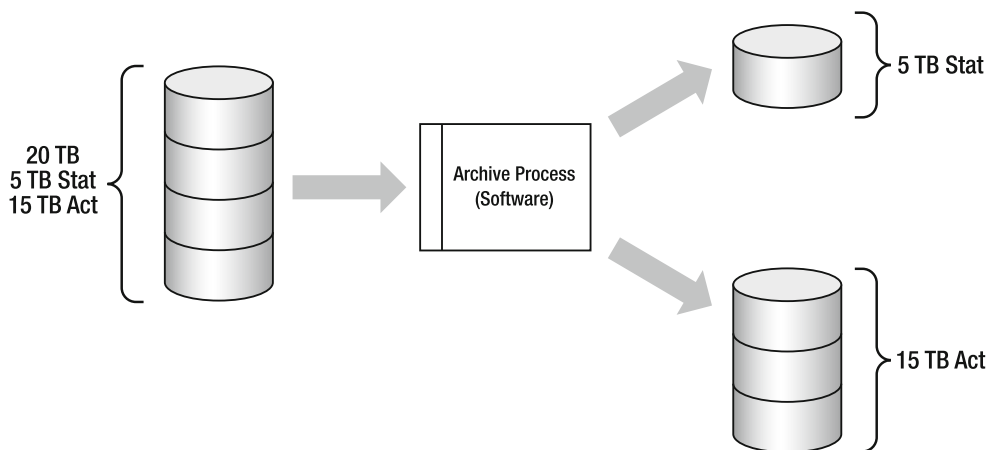 20 TB
5 TB Stat
15 TB Act
Archive Process
(Software)
5 TB Stat
15 TB Act